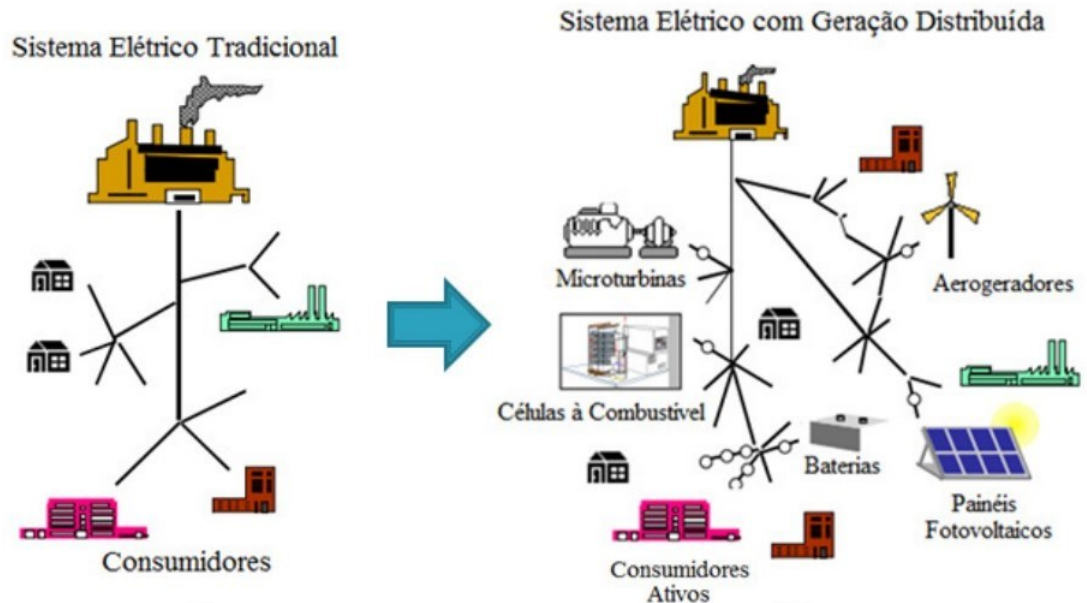 Sistema Elétrico Tradicional
Sistema Elétrico com Geração Distribuída
Microturbinas
Aerogeradores
Células à Combustível
Baterias
Painéis
Fotovoltaicos
Consumidores
Consumidores
Ativos